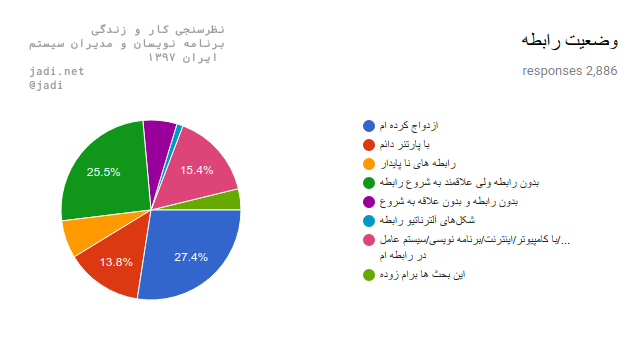 نظرسنجی کار و زندگی
برنامه نویسان و مدیران سیستم
ایران ۱۳۹۷
jadi.net
@jadi
وضعیت رابطه
responses 2,886
ازدواج کرده ام
با پارتنر دائم
رابطه های نا پایدار
بدون رابطه ولی علاقمند به شروع رابطه
بدون رابطه و بدون علاقه به شروع
شکل‌های آلترناتیو رابطه
با کامپیوتر/اینترنت/برنامه نویسی/سیستم عامل/...
در رابطه ام
این بحث ها برام زوده
25.5%
15.4%
13.8%
27.4%